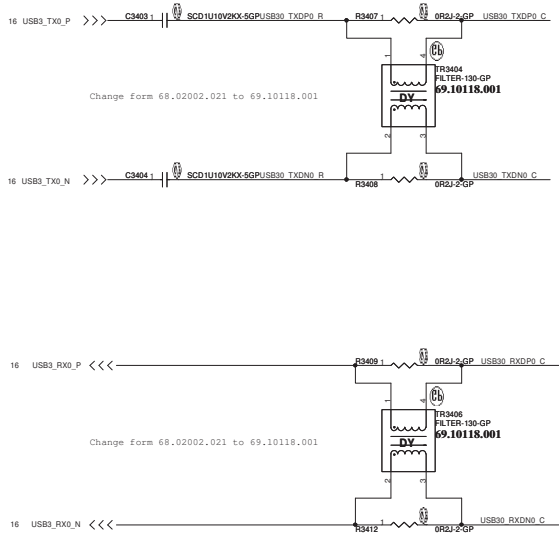 16 USB3_TX0_P
C3403 1
SCD1U10V2KX-5GP
USB30_TXDP0_R
R3407 1
0R2J-2-GP
USB30_TXDP0_C
1
4
TR3404
FILTER-130-GP
69.10118.001
DY
Change form 68.02002.021 to 69.10118.001
2
3
16 USB3_TX0_N
C3404 1
SCD1U10V2KX-5GP
USB30_TXDN0_R
R3408 1
0R2J-2-GP
USB30_TXDN0_C
16 USB3_RX0_P
R3409 1
0R2J-2-GP
USB30_RXDP0_C
1
4
TR3406
FILTER-130-GP
69.10118.001
DY
Change form 68.02002.021 to 69.10118.001
2
3
16 USB3_RX0_N
R3412 1
0R2J-2-GP
USB30_RXDN0_C